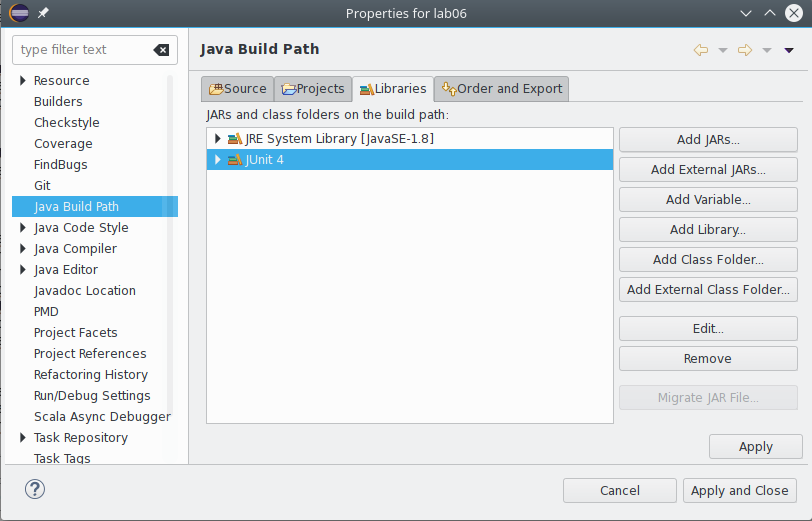 Properties for lab06
type filter text
Resource
Builders
Checkstyle
Coverage
FindBugs
Git
Java Build Path
Java Code Style
Java Compiler
Java Editor
Javadoc Location
PMD
Project Facets
Project References
Refactoring History
Run/Debug Settings
Scala Async Debugger
Task Repository
Task Tags
Java Build Path
Source Projects Libraries Order and Export
JARs and class folders on the build path:
JRE System Library [JavaSE-1.8]
JUnit 4
Add JARs...
Add External JARs...
Add Variable...
Add Library...
Add Class Folder...
Add External Class Folder...
Edit...
Remove
Migrate JAR File...
Apply
?
Cancel
Apply and Close